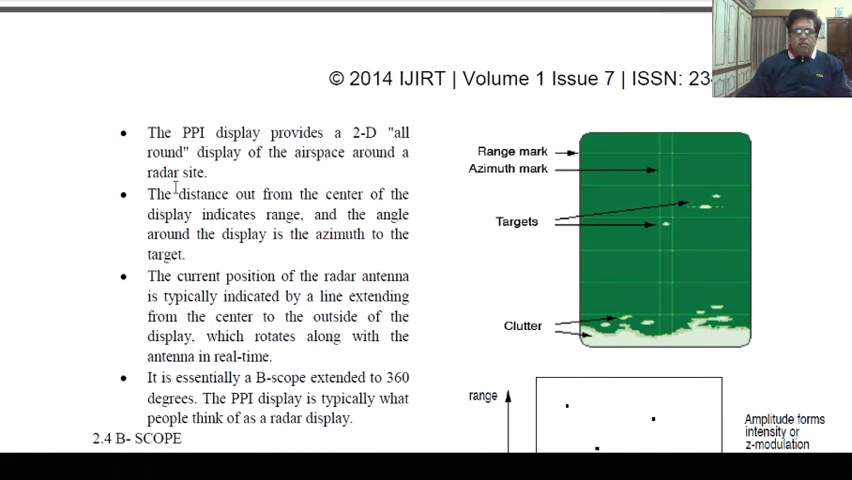 © 2014 IJIRT | Volume 1 Issue 7 | ISSN: 234
• The PPI display provides a 2-D "all
round" display of the airspace around a
radar site.
• The distance out from the center of the
display indicates range, and the angle
around the display is the azimuth to the
target.
• The current position of the radar antenna
is typically indicated by a line extending
from the center to the outside of the
display, which rotates along with the
antenna in real-time.
• It is essentially a B-scope extended to 360
degrees. The PPI display is typically what
people think of as a radar display.
2.4 B- SCOPE
Range mark
Azimuth mark
Targets
Clutter
range
Amplitude forms
intensity or
z-modulation